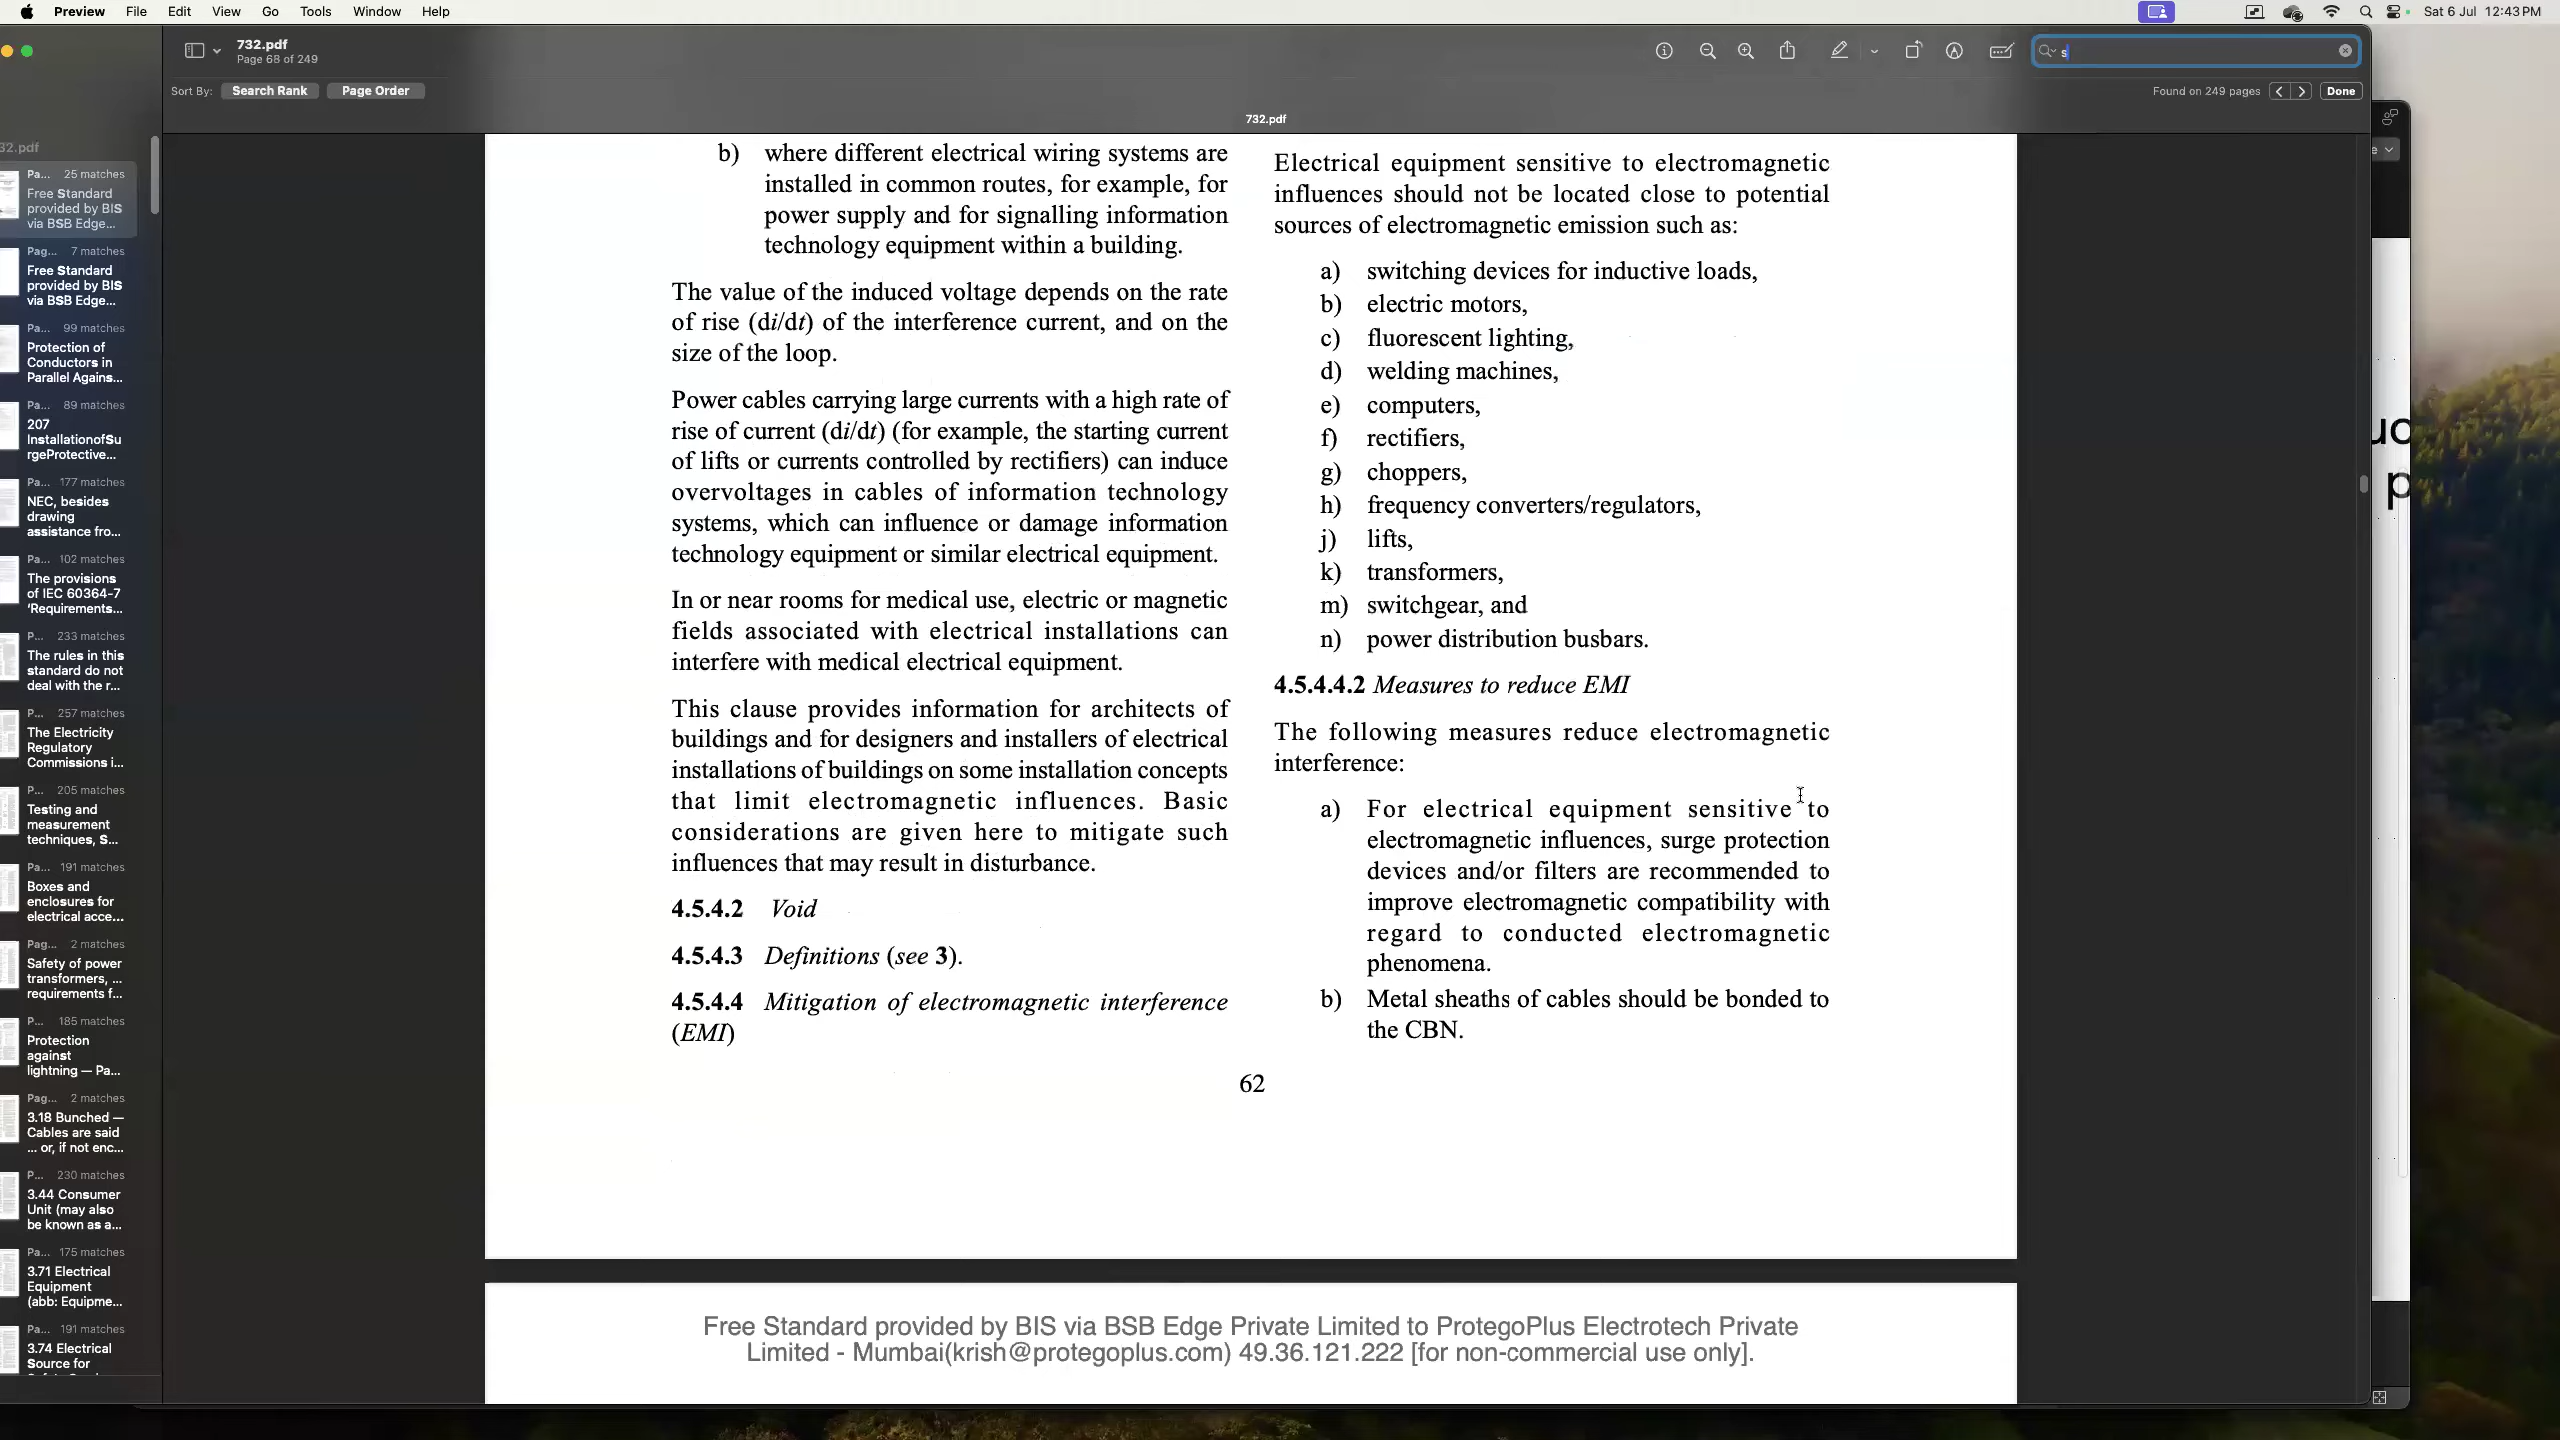 Preview File Edit View Go Tools Window Help
Sat 6 Jul 12:43 PM
732.pdf
Page 68 of 249
s
Sort By: Search Rank Page Order
Found on 249 pages
Done
732.pdf
32.pdf
Pa... 25 matches
Free Standard
provided by BIS
via BSB Edge...
Pag... 7 matches
Free Standard
provided by BIS
via BSB Edge...
Pa... 99 matches
Protection of
Conductors in
Parallel Agains...
Pa... 89 matches
207
InstallationofSu
rgeProtective...
Pa... 177 matches
NEC, besides
drawing
assistance fro...
Pa... 102 matches
The provisions
of IEC 60364-7
‘Requirements...
P... 233 matches
The rules in this
standard do not
deal with the r...
P... 257 matches
The Electricity
Regulatory
Commissions i...
P... 205 matches
Testing and
measurement
techniques, S...
Pa... 191 matches
Boxes and
enclosures for
electrical acce...
Pag... 2 matches
Safety of power
transformers, ...
requirements f...
P... 185 matches
Protection
against
lightning — Pa...
Pag... 2 matches
3.18 Bunched —
Cables are said
... or, if not enc...
P... 230 matches
3.44 Consumer
Unit (may also
be known as a...
Pa... 175 matches
3.71 Electrical
Equipment
(abb: Equipme...
Pa... 191 matches
3.74 Electrical
Source for
b) where different electrical wiring systems are
installed in common routes, for example, for
power supply and for signalling information
technology equipment within a building.
The value of the induced voltage depends on the rate
of rise (di/dt) of the interference current, and on the
size of the loop.
Power cables carrying large currents with a high rate of
rise of current (di/dt) (for example, the starting current
of lifts or currents controlled by rectifiers) can induce
overvoltages in cables of information technology
systems, which can influence or damage information
technology equipment or similar electrical equipment.
In or near rooms for medical use, electric or magnetic
fields associated with electrical installations can
interfere with medical electrical equipment.
This clause provides information for architects of
buildings and for designers and installers of electrical
installations of buildings on some installation concepts
that limit electromagnetic influences. Basic
considerations are given here to mitigate such
influences that may result in disturbance.
4.5.4.2 Void
4.5.4.3 Definitions (see 3).
4.5.4.4 Mitigation of electromagnetic interference
(EMI)
Electrical equipment sensitive to electromagnetic
influences should not be located close to potential
sources of electromagnetic emission such as:
a) switching devices for inductive loads,
b) electric motors,
c) fluorescent lighting,
d) welding machines,
e) computers,
f) rectifiers,
g) choppers,
h) frequency converters/regulators,
j) lifts,
k) transformers,
m) switchgear, and
n) power distribution busbars.
4.5.4.4.2 Measures to reduce EMI
The following measures reduce electromagnetic
interference:
a) For electrical equipment sensitive to
electromagnetic influences, surge protection
devices and/or filters are recommended to
improve electromagnetic compatibility with
regard to conducted electromagnetic
phenomena.
b) Metal sheaths of cables should be bonded to
the CBN.
62
Free Standard provided by BIS via BSB Edge Private Limited to ProtegoPlus Electrotech Private
Limited - Mumbai(krish@protegoplus.com) 49.36.121.222 [for non-commercial use only].